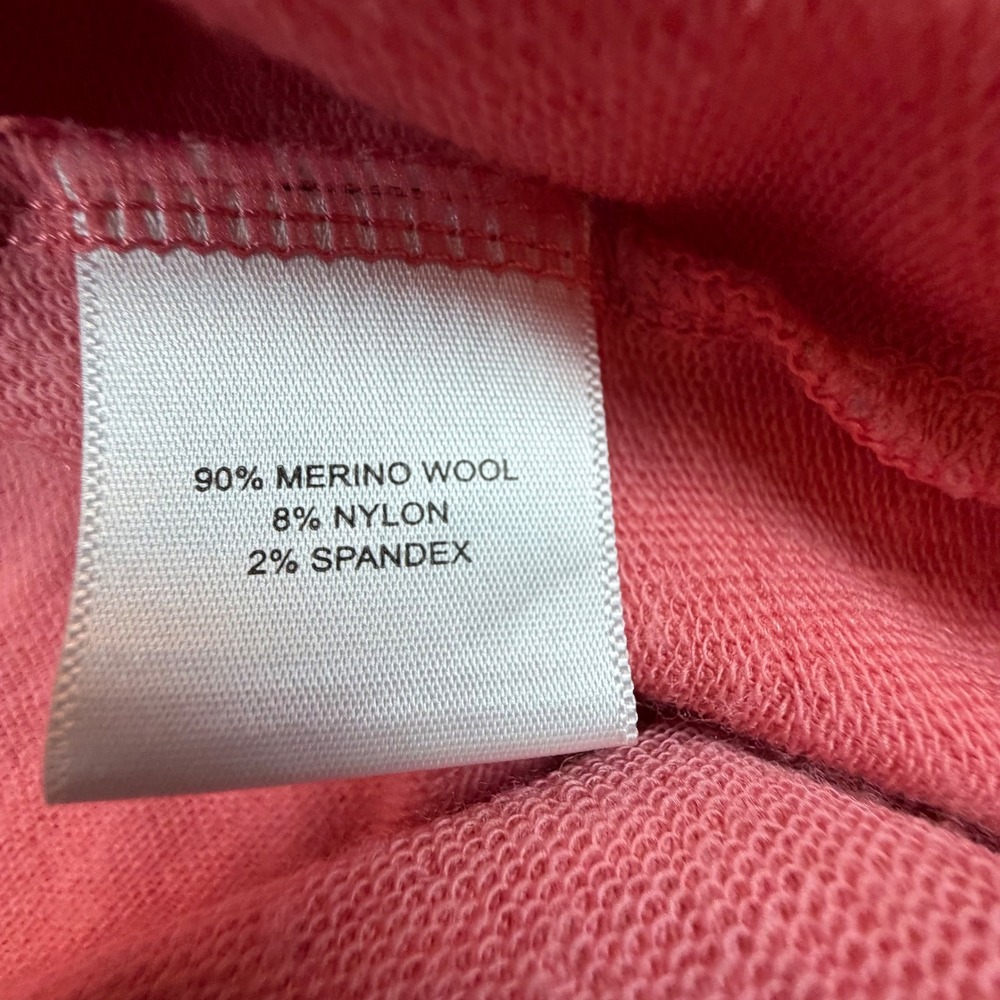 90% MERINO WOOL
8% NYLON
2% SPANDEX